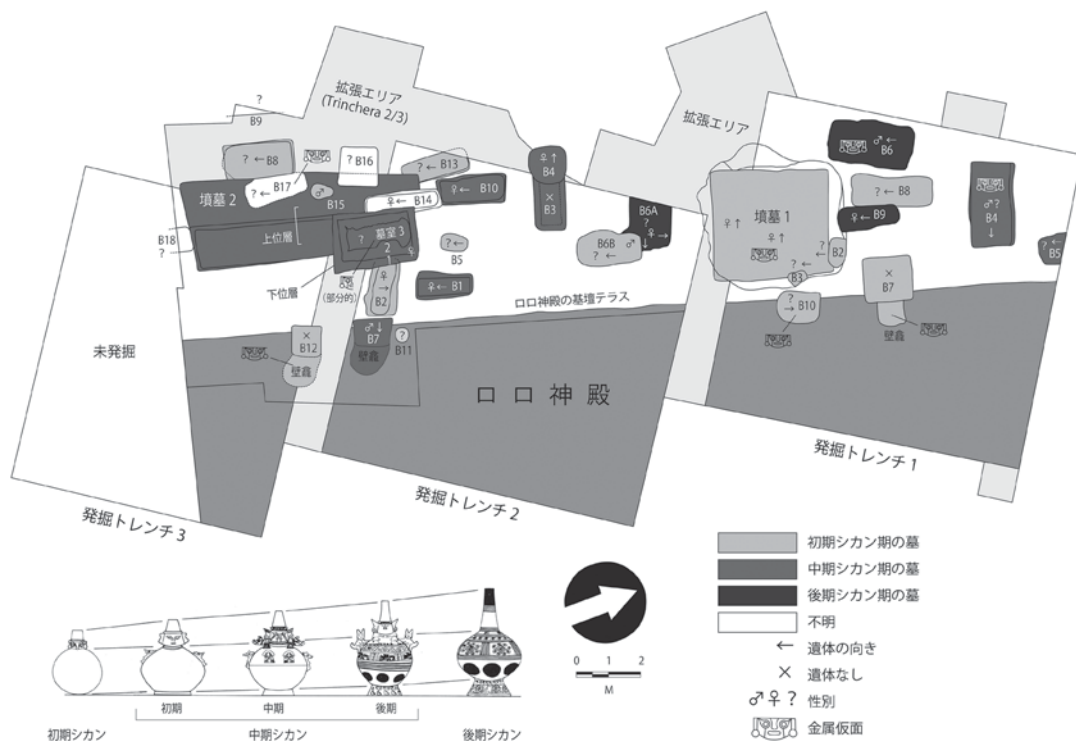 拡張エリア
(Trinchera 2/3)
?
B9
? ← B8
? B16
? ← B13
♀ ↑
B4
×
B3
拡張エリア
♂ ←
B6
墳墓 2
? ← B17
♂
B15
♀ ← B10
♀ ← B14
B6A
?
♀ →
↓
B6B
♂
? ←
墳墓 1
♀ ↑
♀ ↑
? ←
?
←
B2
B3
? ← B8
♀ ← B9
♂ ?
B4
↓
? ←
B5
B18
?
上位層
? 墓室 3
2
1
♀
? ←
B5
下位層
(部分的)
♀
→
B2
♀ ← B1
ロロ神殿の基壇テラス
?
→ B10
×
B7
壁龕
未発掘
×
B12
壁龕
♂ ↓
B7
壁龕
?
B11
ロ ロ 神 殿
発掘トレンチ 3
発掘トレンチ 2
発掘トレンチ 1
初期シカン期の墓
中期シカン期の墓
後期シカン期の墓
不明
← 遺体の向き
× 遺体なし
♂ ♀ ? 性別
金属仮面
0 1 2
M
初期 中期 後期
初期シカン 中期シカン 後期シカン